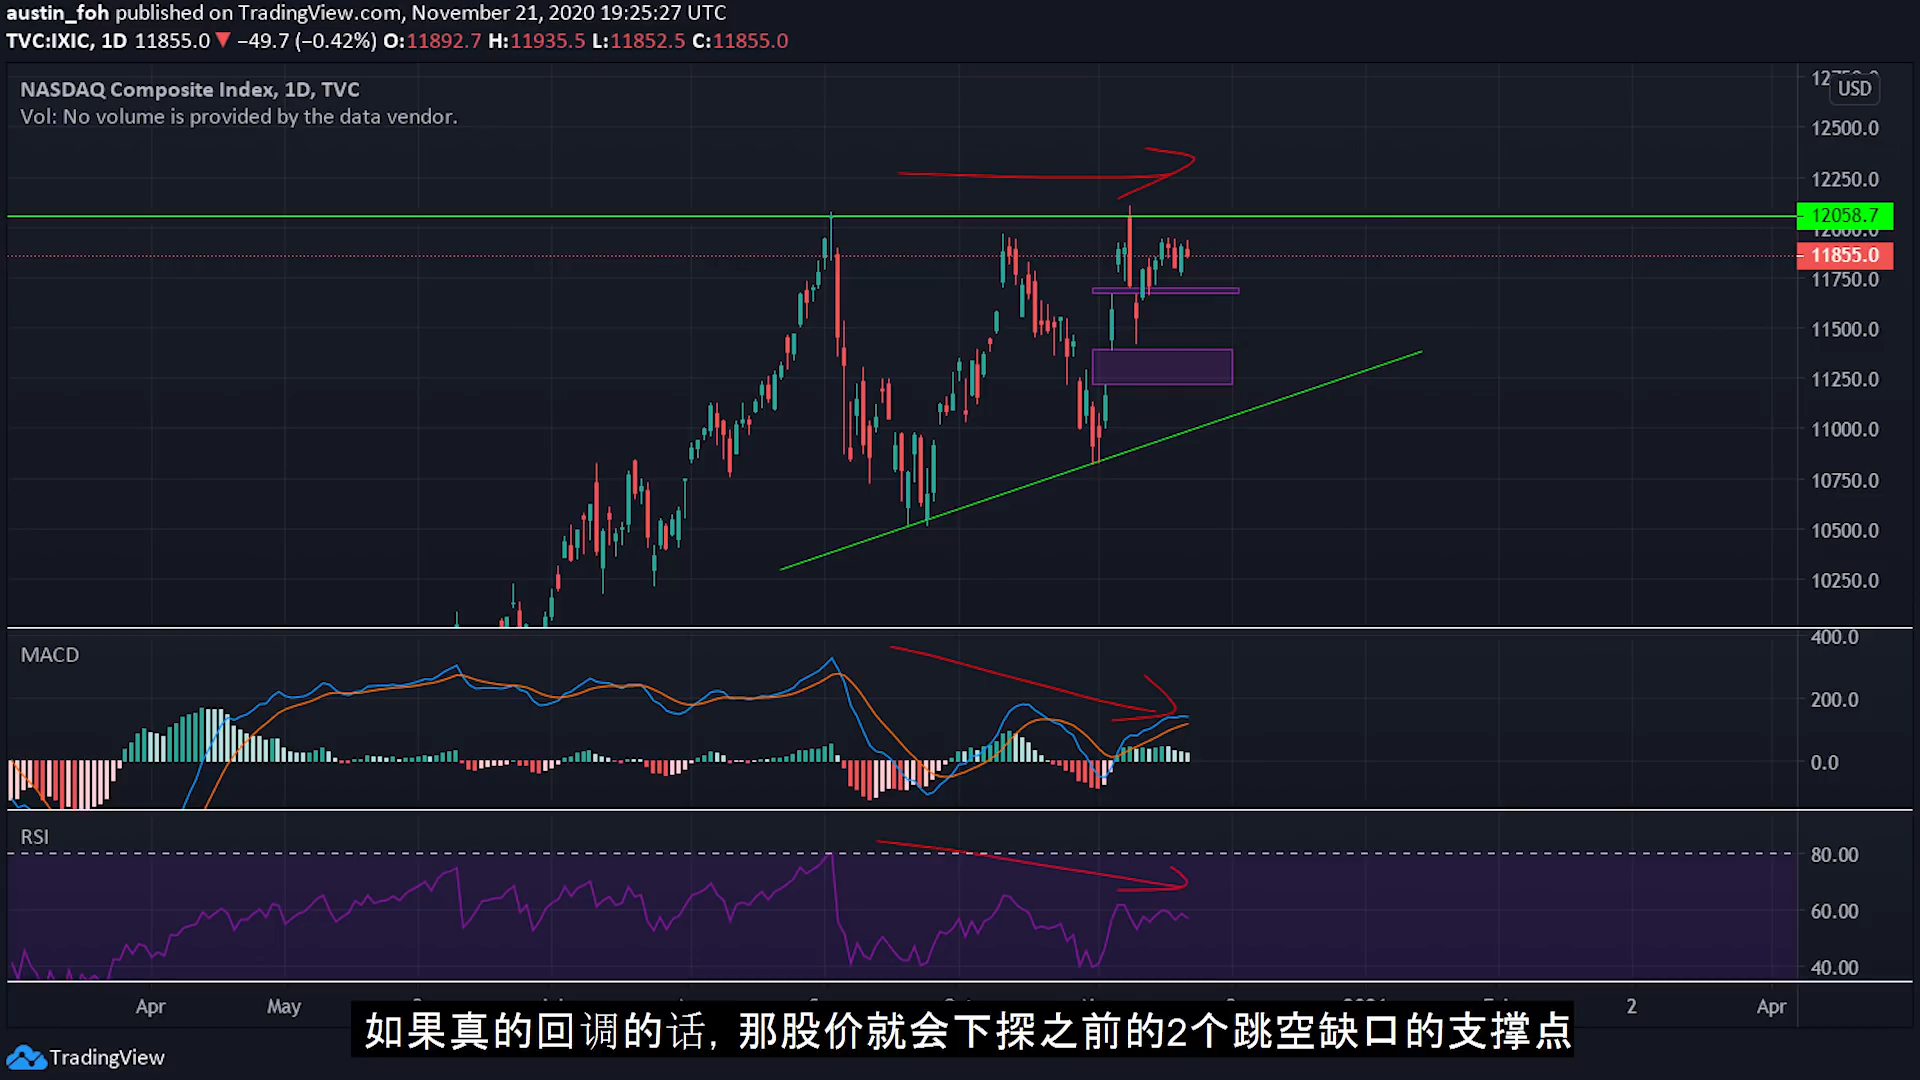 austin_foh published on TradingView.com, November 21, 2020 19:25:27 UTC
TVC:IXIC, 1D 11855.0 ▼ −49.7 (−0.42%) O:11892.7 H:11935.5 L:11852.5 C:11855.0
NASDAQ Composite Index, 1D, TVC
Vol: No volume is provided by the data vendor.
USD
12500.0
12250.0
12058.7
12000.0
11855.0
11750.0
11500.0
11250.0
11000.0
10750.0
10500.0
10250.0
MACD
400.0
200.0
0.0
RSI
80.00
60.00
40.00
Apr May 2 Apr
如果真的回调的话, 那股价就会下探之前的2个跳空缺口的支撑点
TradingView